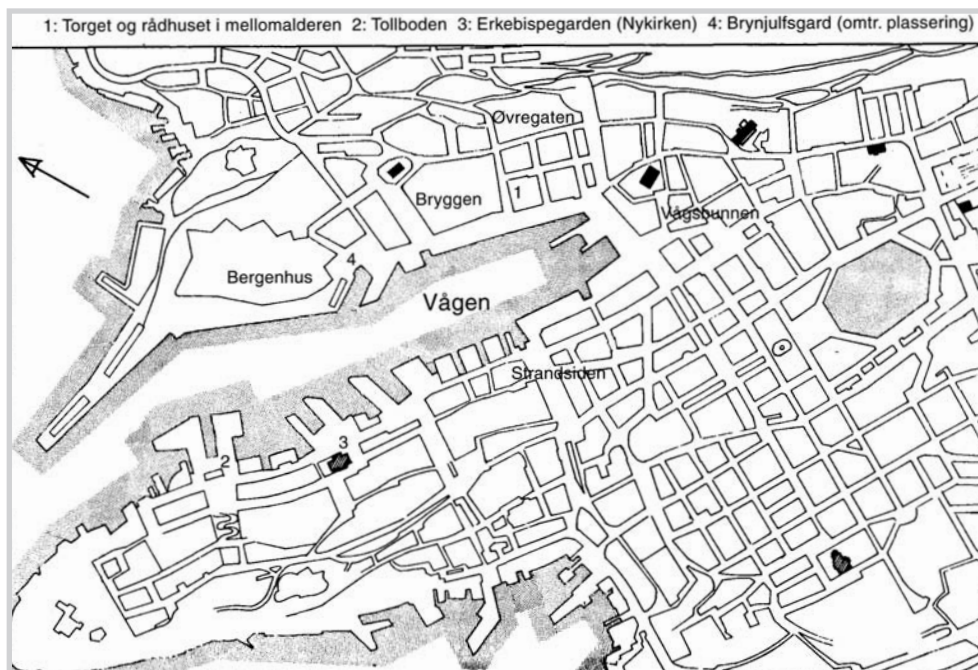 1: Torget og rådhuset i mellomalderen 2: Tollboden 3: Erkebispegarden (Nykirken) 4: Brynjulfsgard (omtr. plassering)
Øvregaten
1
Bryggen
Vågsbunnen
4
Bergenhus
Vågen
Strandsiden
3
2